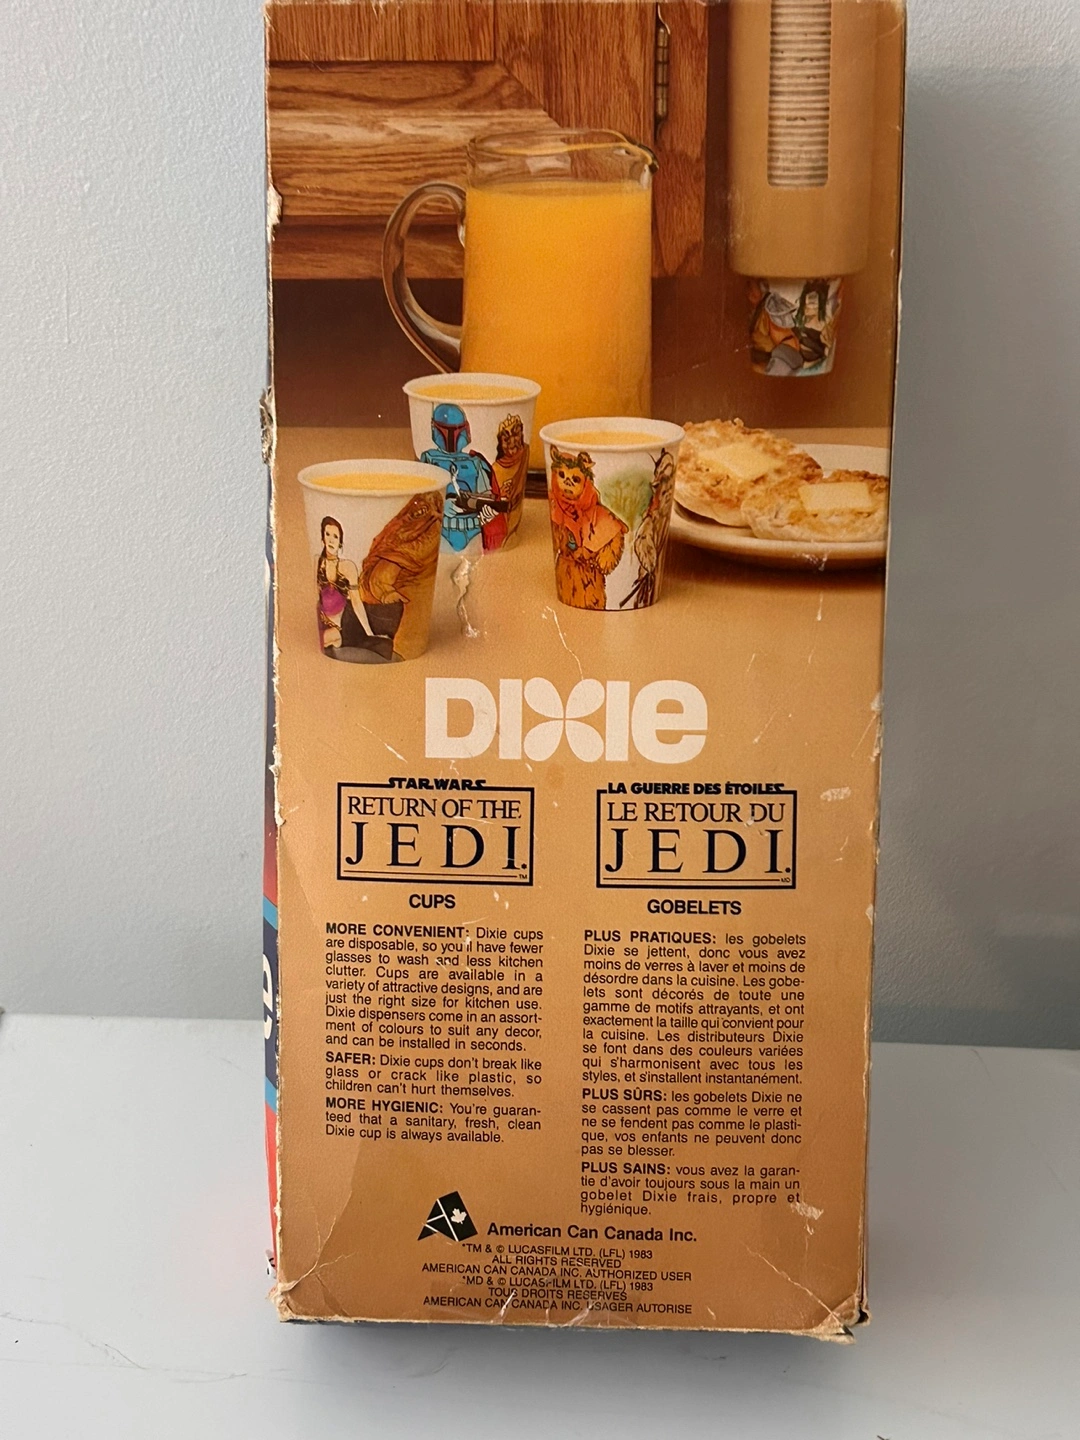 DIXIE
STAR WARS
RETURN OF THE
JEDI.
TM
CUPS
MORE CONVENIENT: Dixie cups
are disposable, so you'll have fewer
glasses to wash and less kitchen
clutter. Cups are available in a
variety of attractive designs, and are
just the right size for kitchen use.
Dixie dispensers come in an assort-
ment of colours to suit any decor,
and can be installed in seconds.
SAFER: Dixie cups don't break like
glass or crack like plastic, so
children can't hurt themselves.
MORE HYGIENIC: You're guaran-
teed that a sanitary, fresh, clean
Dixie cup is always available.
LA GUERRE DES ÉTOILES
LE RETOUR DU
JEDI.
MD
GOBELETS
PLUS PRATIQUES: les gobelets
Dixie se jettent, donc vous avez
moins de verres à laver et moins de
désordre dans la cuisine. Les gobe-
lets sont décorés de toute une
gamme de motifs attrayants, et ont
exactement la taille qui convient pour
la cuisine. Les distributeurs Dixie
se font dans des couleurs variées
qui s'harmonisent avec tous les
styles, et s'installent instantanément.
PLUS SÛRS: les gobelets Dixie ne
se cassent pas comme le verre et
ne se fendent pas comme le plasti-
que, vos enfants ne peuvent donc
pas se blesser.
PLUS SAINS: vous avez la garan-
tie d'avoir toujours sous la main un
gobelet Dixie frais, propre et
hygiénique.
American Can Canada Inc.
*TM & © LUCASFILM LTD. (LFL) 1983
ALL RIGHTS RESERVED
AMERICAN CAN CANADA INC. AUTHORIZED USER
*MD & © LUCASFILM LTD. (LFL) 1983
TOUS DROITS RESERVÉS
AMERICAN CAN CANADA INC. USAGER AUTORISE